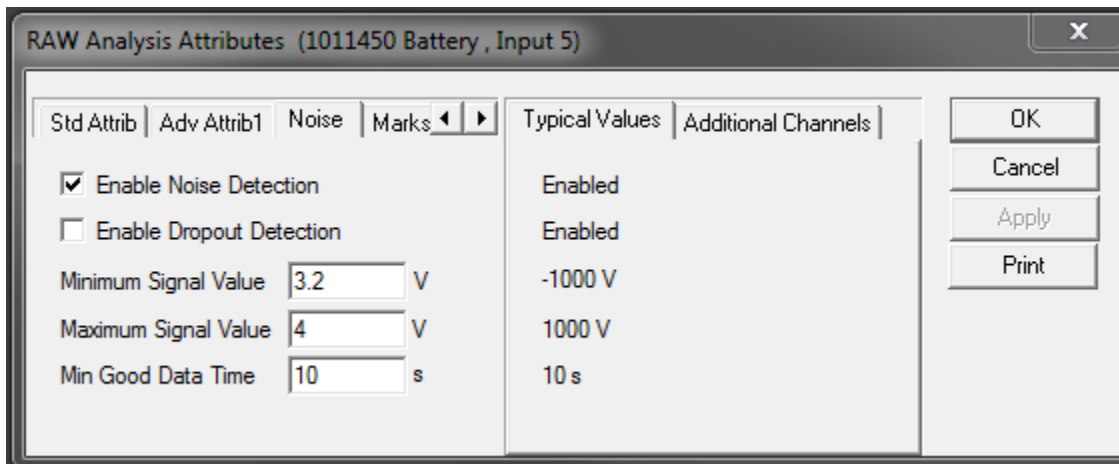 RAW Analysis Attributes (1011450 Battery , Input 5)
x
Std Attrib Adv Attrib1 Noise Marks Typical Values Additional Channels
Enable Noise Detection Enabled
Enable Dropout Detection Enabled
Minimum Signal Value 3.2 V -1000 V
Maximum Signal Value 4 V 1000 V
Min Good Data Time 10 s 10 s
OK
Cancel
Apply
Print